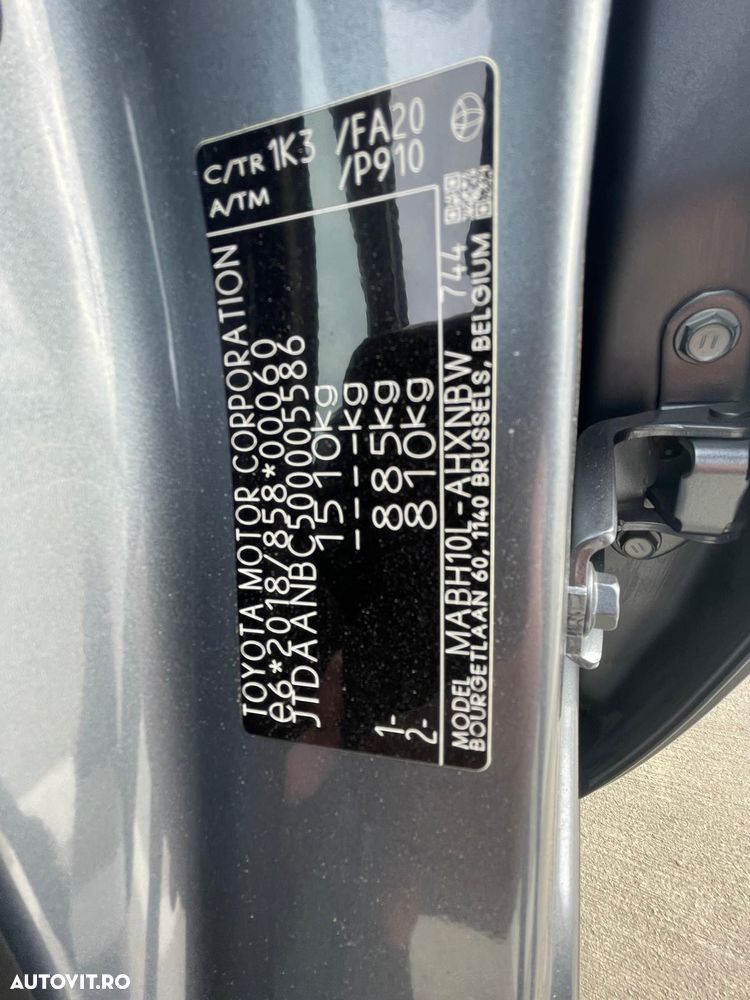 TOYOTA MOTOR CORPORATION
e6*2018/858*00060
JTDAANBC500005586
1510kg
----kg
1- 885kg
2- 810kg
C/TR 1K3 /FA20
A/TM /P910
MODEL MABH10L-AHXNBW 744
BOURGETLAAN 60, 1140 BRUSSELS, BELGIUM
AUTOVIT.RO